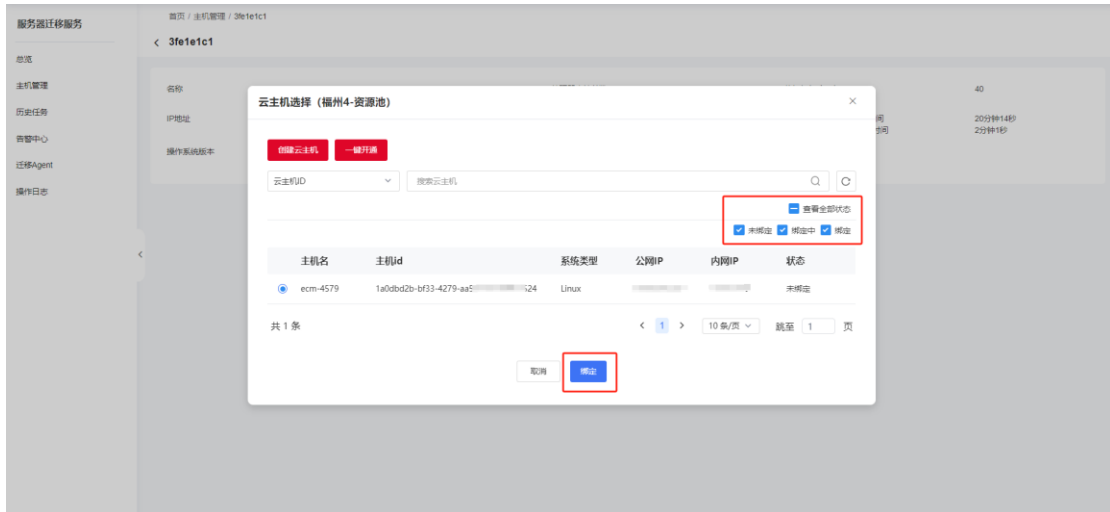 服务器迁移服务
首页 / 主机管理 / 3fe1e1c1
3fe1e1c1
总览
主机管理
历史任务
告警中心
迁移Agent
操作日志
名称
40
IP地址
20分钟14秒
2分钟1秒
操作系统版本
云主机选择（福州4-资源池）
创建云主机 一键开通
云主机ID 搜索云主机
查看全部状态
未绑定 绑定中 绑定
主机名 主机id 系统类型 公网IP 内网IP 状态
ecm-4579 1a0dbd2b-bf33-4279-aa 524 Linux 未绑定
共 1 条 1 10 条/页 跳至 1 页
取消 绑定